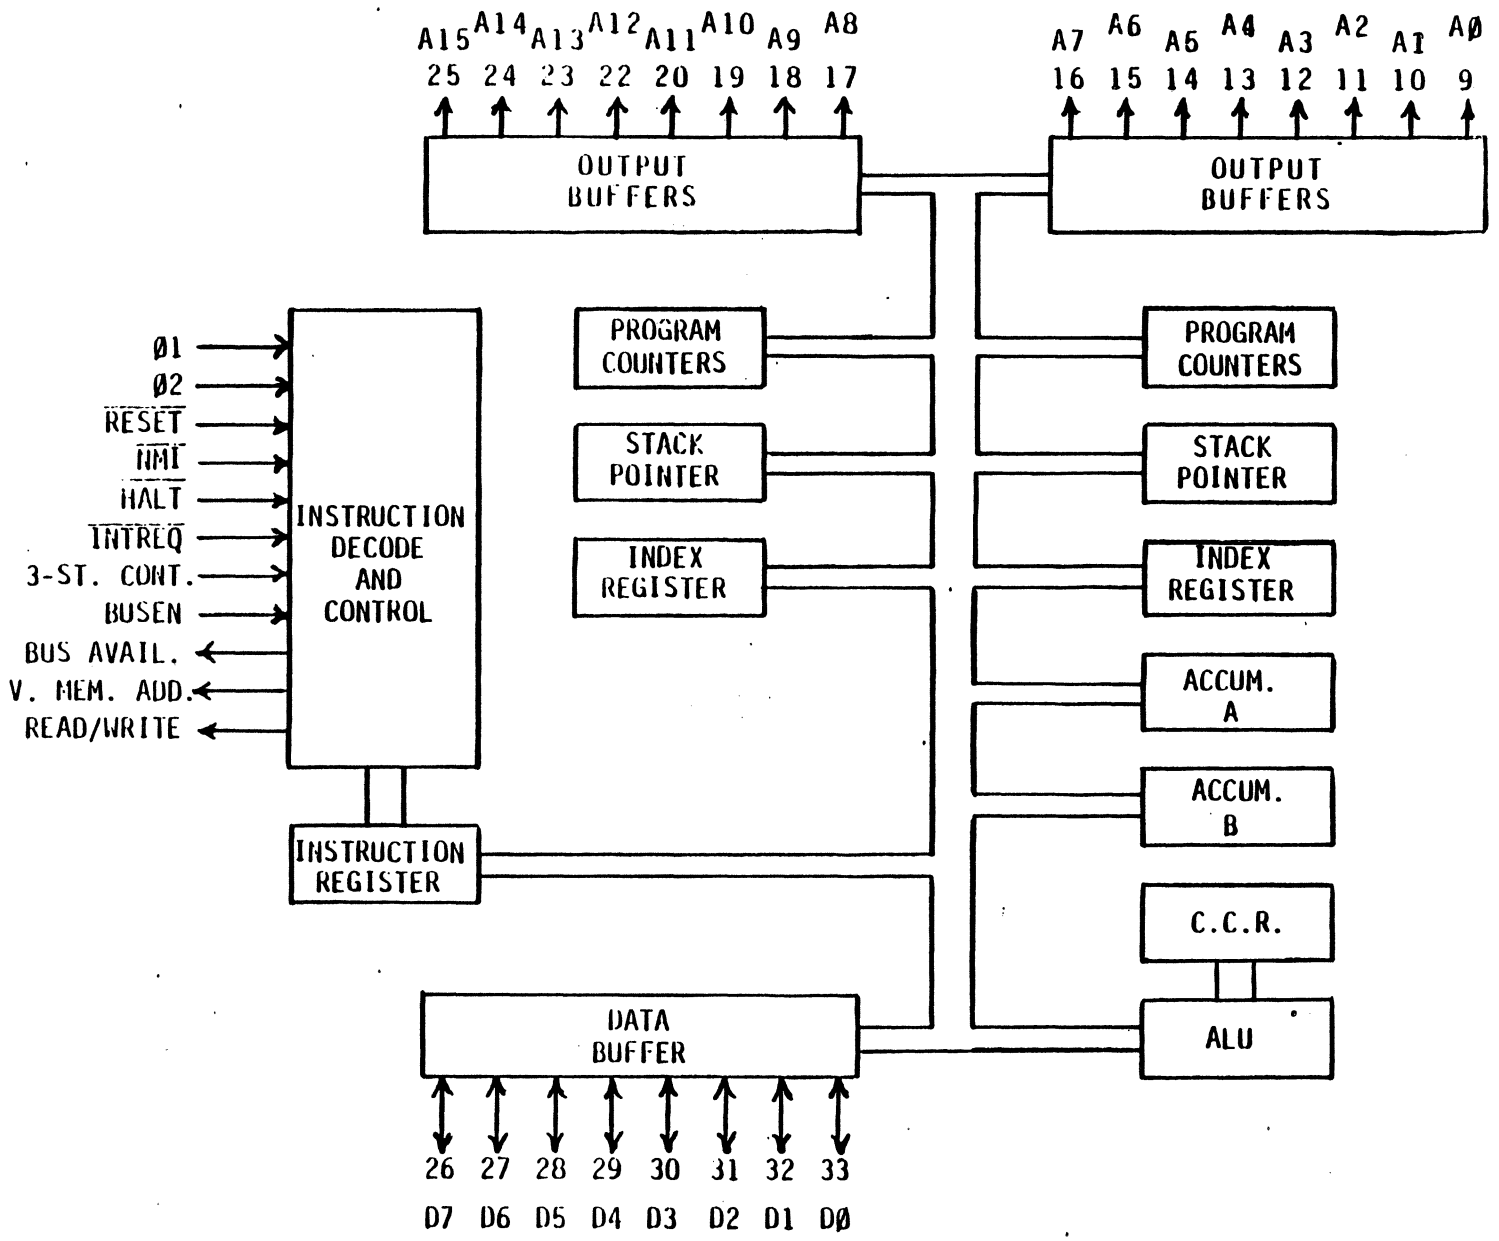 A15 A14 A13 A12 A11 A10 A9 A8
25 24 23 22 20 19 18 17
A7 A6 A5 A4 A3 A2 A1 AØ
16 15 14 13 12 11 10 9
OUTPUT
BUFFERS
OUTPUT
BUFFERS
Ø1
Ø2
RESET
NMI
HALT
INTREQ
3-ST. CONT.
BUSEN
BUS AVAIL.
V. MEM. ADD.
READ/WRITE
INSTRUCTION
DECODE
AND
CONTROL
PROGRAM
COUNTERS
PROGRAM
COUNTERS
STACK
POINTER
STACK
POINTER
INDEX
REGISTER
INDEX
REGISTER
ACCUM.
A
ACCUM.
B
INSTRUCTION
REGISTER
C.C.R.
ALU
DATA
BUFFER
26 27 28 29 30 31 32 33
D7 D6 D5 D4 D3 D2 D1 DØ